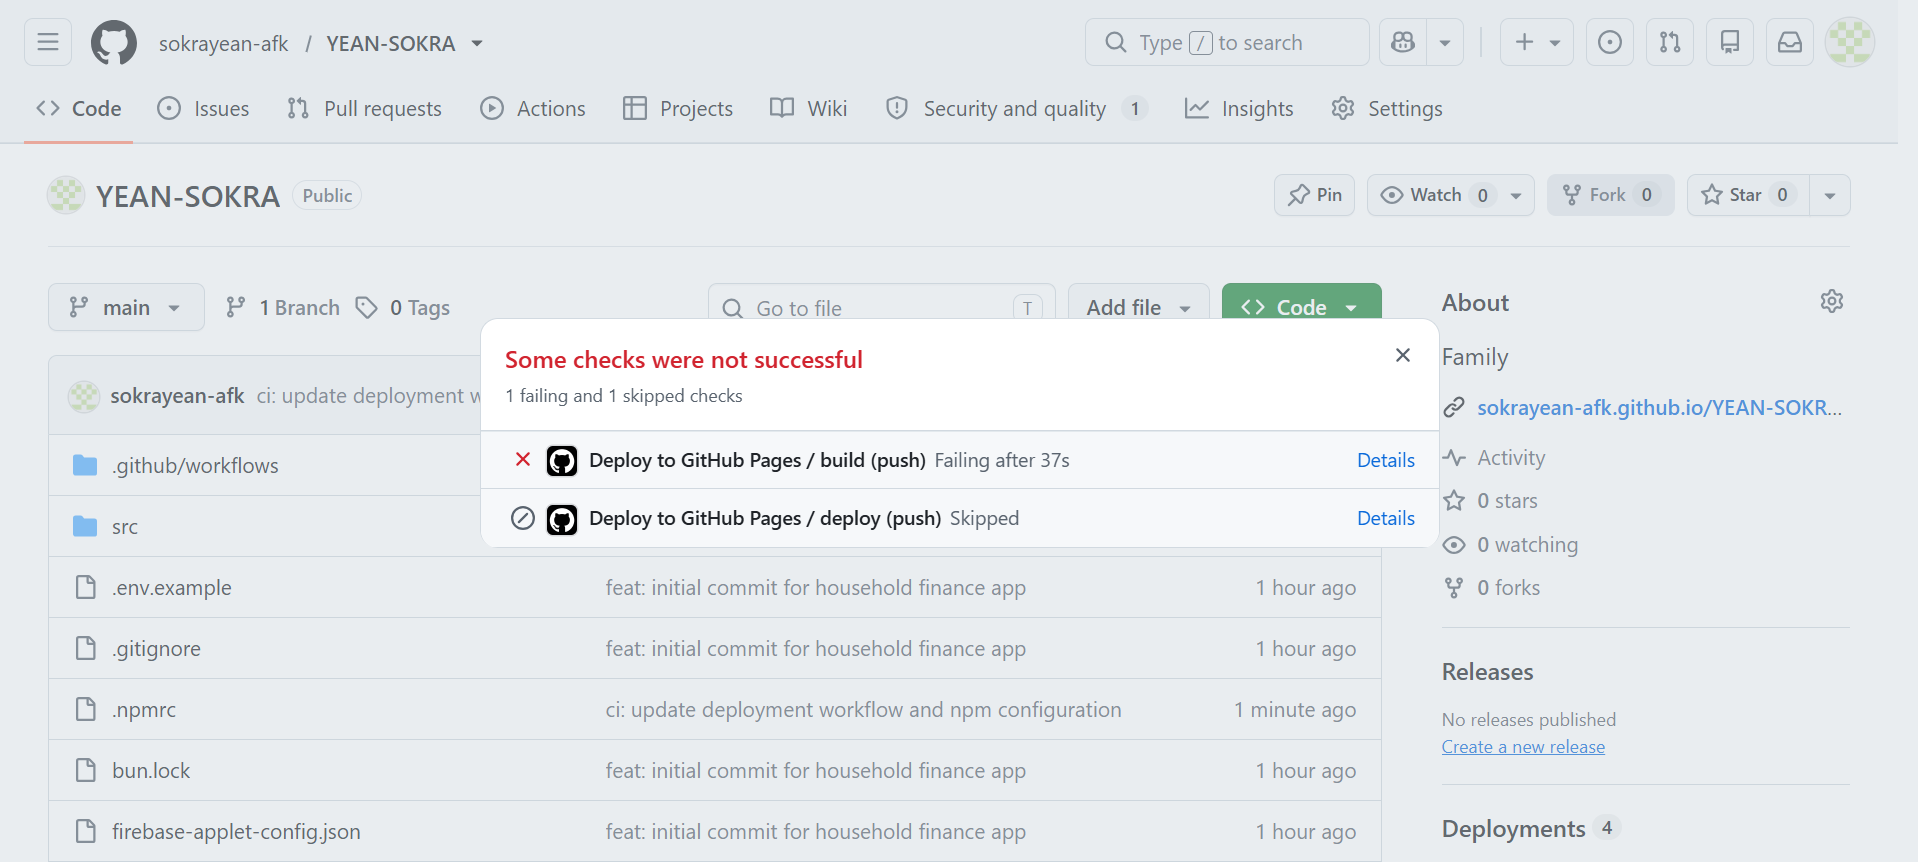 sokrayean-afk / YEAN-SOKRA
Type / to search
Code Issues Pull requests Actions Projects Wiki Security and quality 1 Insights Settings
YEAN-SOKRA Public
Pin Watch 0 Fork 0 Star 0
main 1 Branch 0 Tags Go to file T Add file Code
Some checks were not successful
1 failing and 1 skipped checks
Deploy to GitHub Pages / build (push) Failing after 37s Details
Deploy to GitHub Pages / deploy (push) Skipped Details
sokrayean-afk ci: update deployment
.github/workflows
src
.env.example feat: initial commit for household finance app 1 hour ago
.gitignore feat: initial commit for household finance app 1 hour ago
.npmrc ci: update deployment workflow and npm configuration 1 minute ago
bun.lock feat: initial commit for household finance app 1 hour ago
firebase-applet-config.json feat: initial commit for household finance app 1 hour ago
About
Family
sokrayean-afk.github.io/YEAN-SOKR...
Activity
0 stars
0 watching
0 forks
Releases
No releases published
Create a new release
Deployments 4